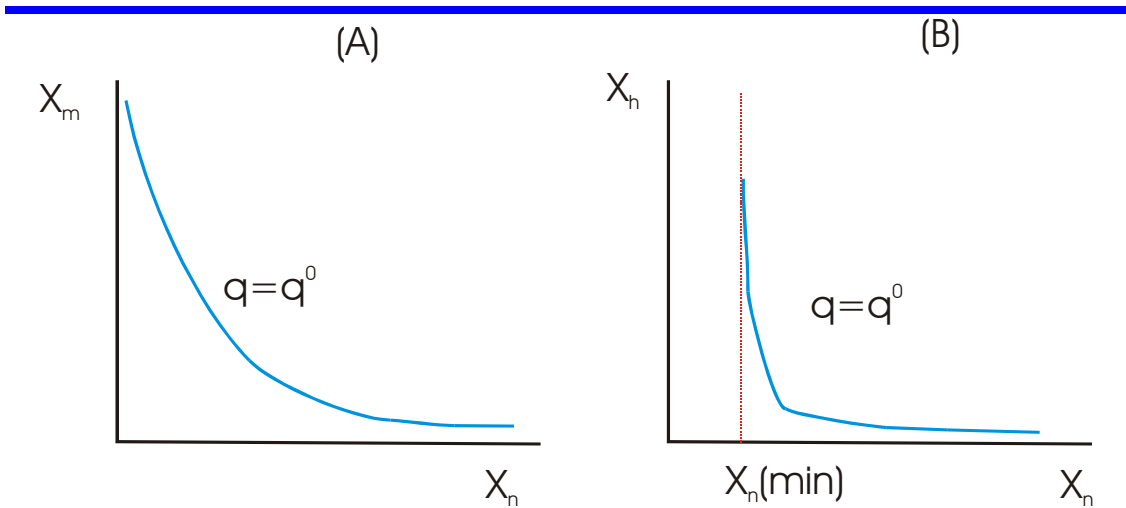 (A)
(B)
Xₘ
Xₕ
q=q⁰
q=q⁰
Xₙ
Xₙ(min)
Xₙ